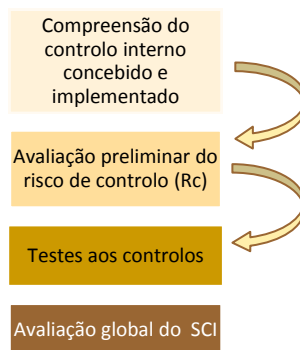 Compreensão do
controlo interno
concebido e
implementado
Avaliação preliminar do
risco de controlo (Rc)
Testes aos controlos
Avaliação global do SCI